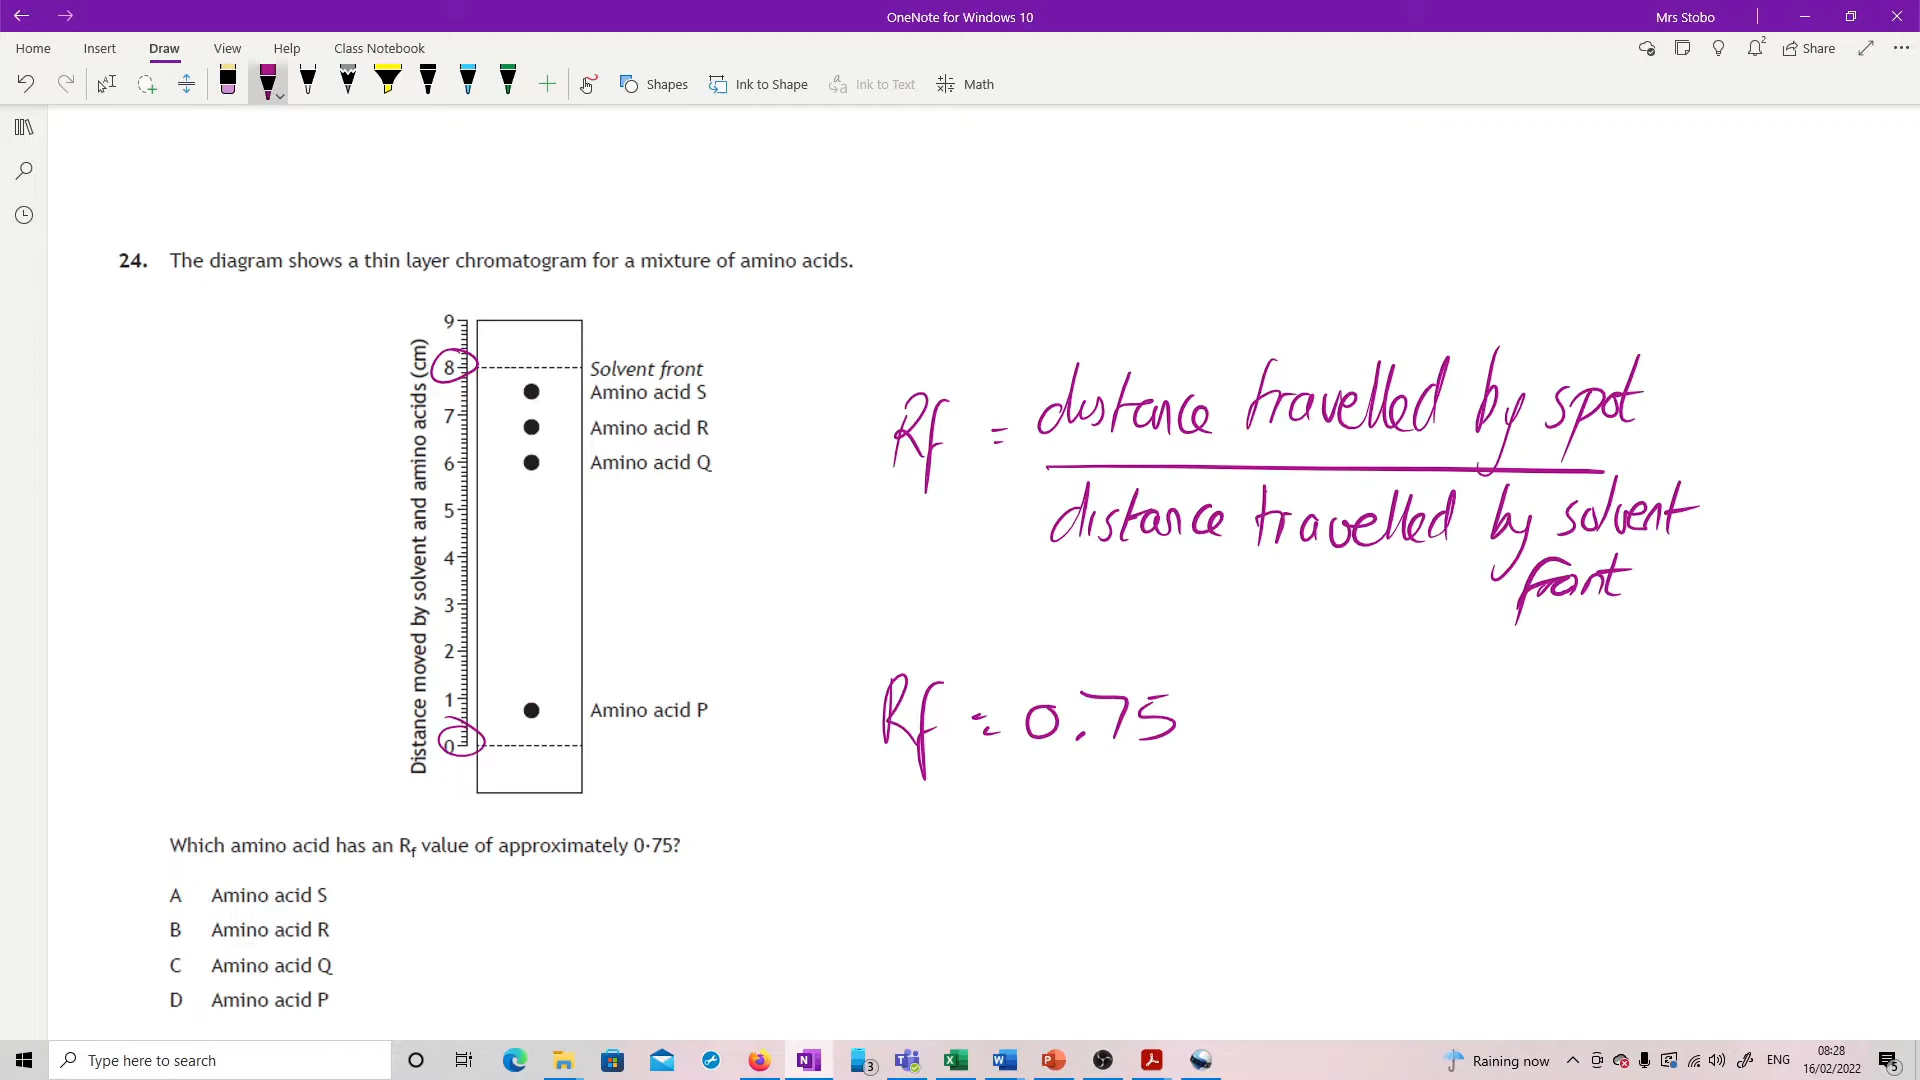 OneNote for Windows 10
Mrs Stobo
Home Insert Draw View Help Class Notebook
2
Share
Shapes Ink to Shape Ink to Text Math
24. The diagram shows a thin layer chromatogram for a mixture of amino acids.
Distance moved by solvent and amino acids (cm)
9
8 Solvent front
Amino acid S
7 Amino acid R
6 Amino acid Q
5
4
3
2
1 Amino acid P
0
Rf = distance travelled by spot
distance travelled by solvent
front
Rf = 0.75
Which amino acid has an Rf value of approximately 0·75?
A Amino acid S
B Amino acid R
C Amino acid Q
D Amino acid P
Type here to search
3
Raining now
ENG
08:28
16/02/2022
5